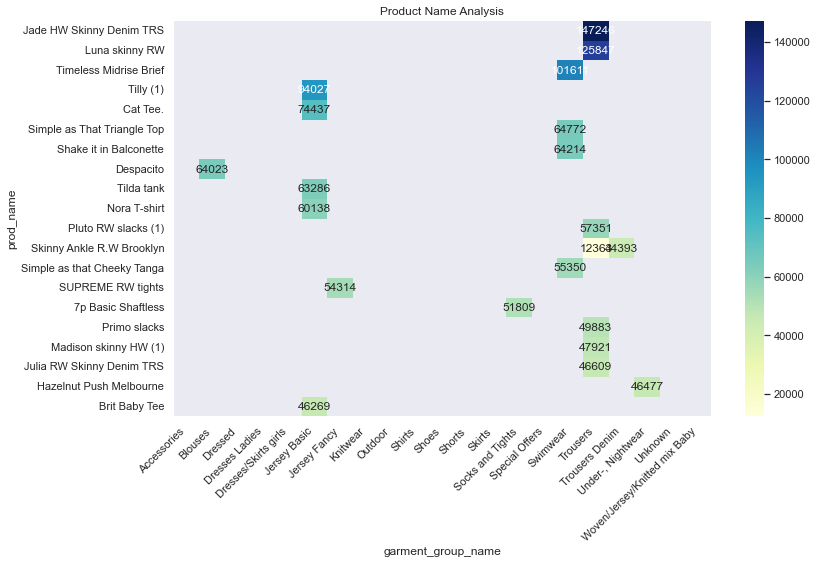 Product Name Analysis
prod_name
Jade HW Skinny Denim TRS
Luna skinny RW
Timeless Midrise Brief
Tilly (1)
Cat Tee.
74437
Simple as That Triangle Top
64772
Shake it in Balconette
64214
Despacito
64023
Tilda tank
63286
Nora T-shirt
60138
Pluto RW slacks (1)
57351
Skinny Ankle R.W Brooklyn
Simple as that Cheeky Tanga
55350
SUPREME RW tights
54314
7p Basic Shaftless
51809
Primo slacks
49883
Madison skinny HW (1)
47921
Julia RW Skinny Denim TRS
46609
Hazelnut Push Melbourne
46477
Brit Baby Tee
46269
Accessories
Blouses
Dressed
Dresses Ladies
Dresses/Skirts girls
Jersey Basic
Jersey Fancy
Knitwear
Outdoor
Shirts
Shoes
Shorts
Skirts
Socks and Tights
Special Offers
Swimwear
Trousers
Trousers Denim
Under-, Nightwear
Unknown
Woven/Jersey/Knitted mix Baby
garment_group_name
140000
120000
100000
80000
60000
40000
20000